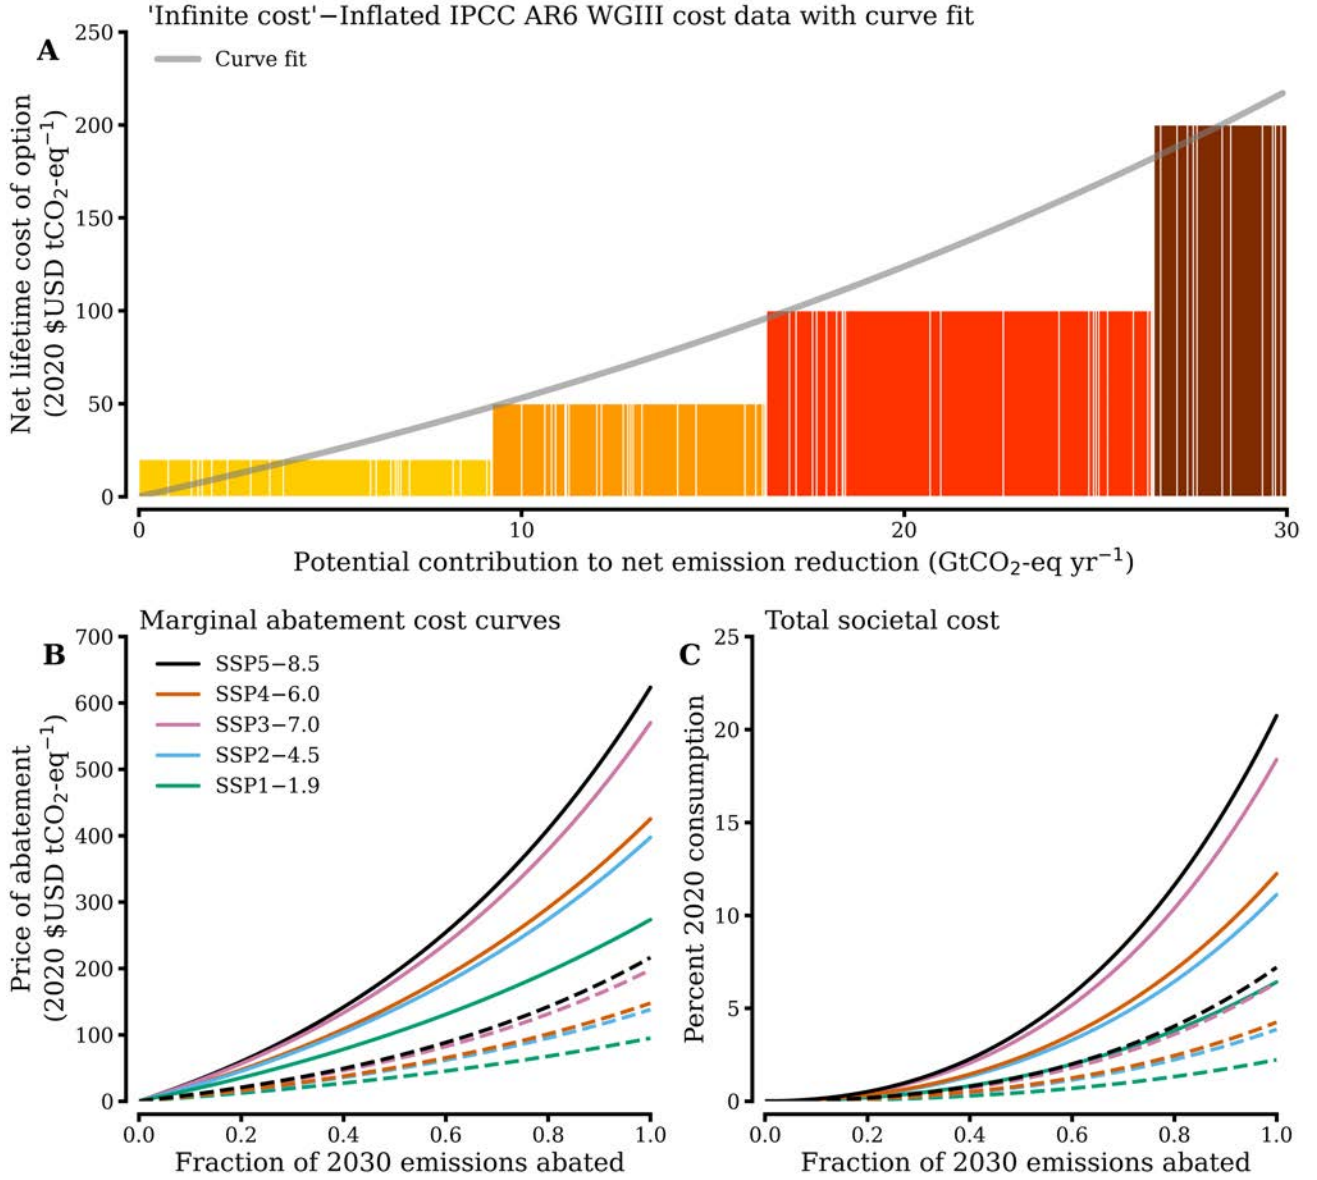 'Infinite cost'−Inflated IPCC AR6 WGIII cost data with curve fit
A
Curve fit
Net lifetime cost of option
(2020 $USD tCO₂-eq⁻¹)
250
200
150
100
50
0
0 10 20 30
Potential contribution to net emission reduction (GtCO₂-eq yr⁻¹)
Marginal abatement cost curves
B
SSP5−8.5
SSP4−6.0
SSP3−7.0
SSP2−4.5
SSP1−1.9
Price of abatement
(2020 $USD tCO₂-eq⁻¹)
700
600
500
400
300
200
100
0
0.0 0.2 0.4 0.6 0.8 1.0
Fraction of 2030 emissions abated
Total societal cost
C
Percent 2020 consumption
25
20
15
10
5
0
0.0 0.2 0.4 0.6 0.8 1.0
Fraction of 2030 emissions abated